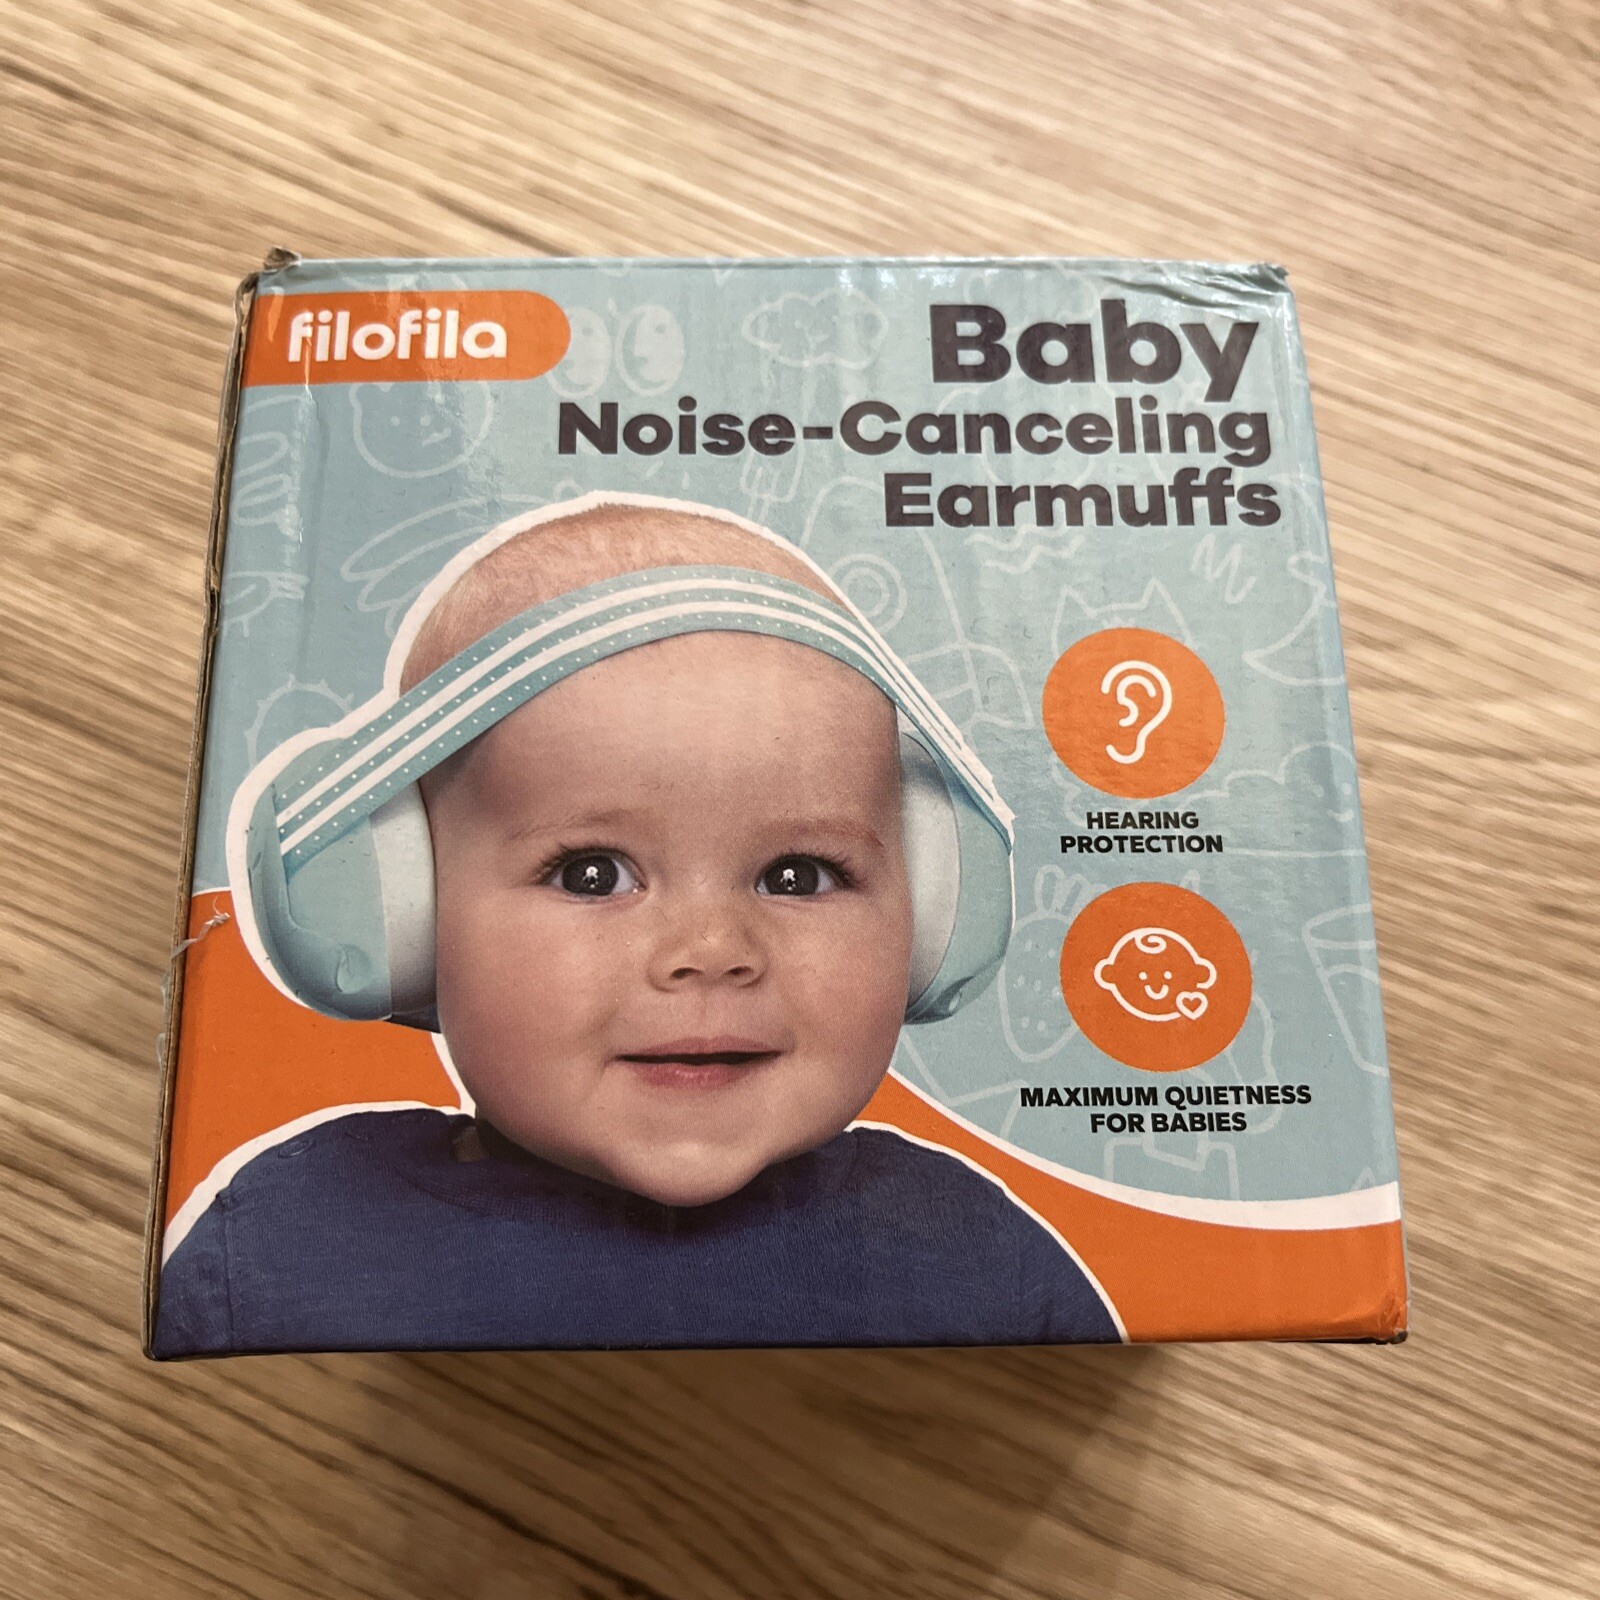 filofila
Baby
Noise-Canceling
Earmuffs
HEARING
PROTECTION
MAXIMUM QUIETNESS
FOR BABIES